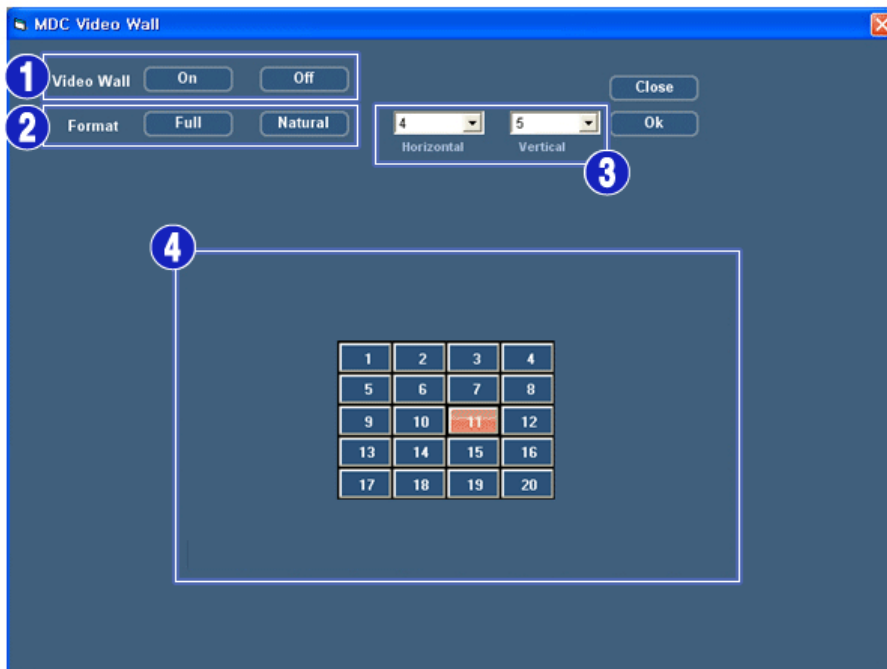 MDC Video Wall
1 Video Wall On Off
Close
2 Format Full Natural 4 5 Ok
Horizontal Vertical
3
4
1 2 3 4
5 6 7 8
9 10 11 12
13 14 15 16
17 18 19 20